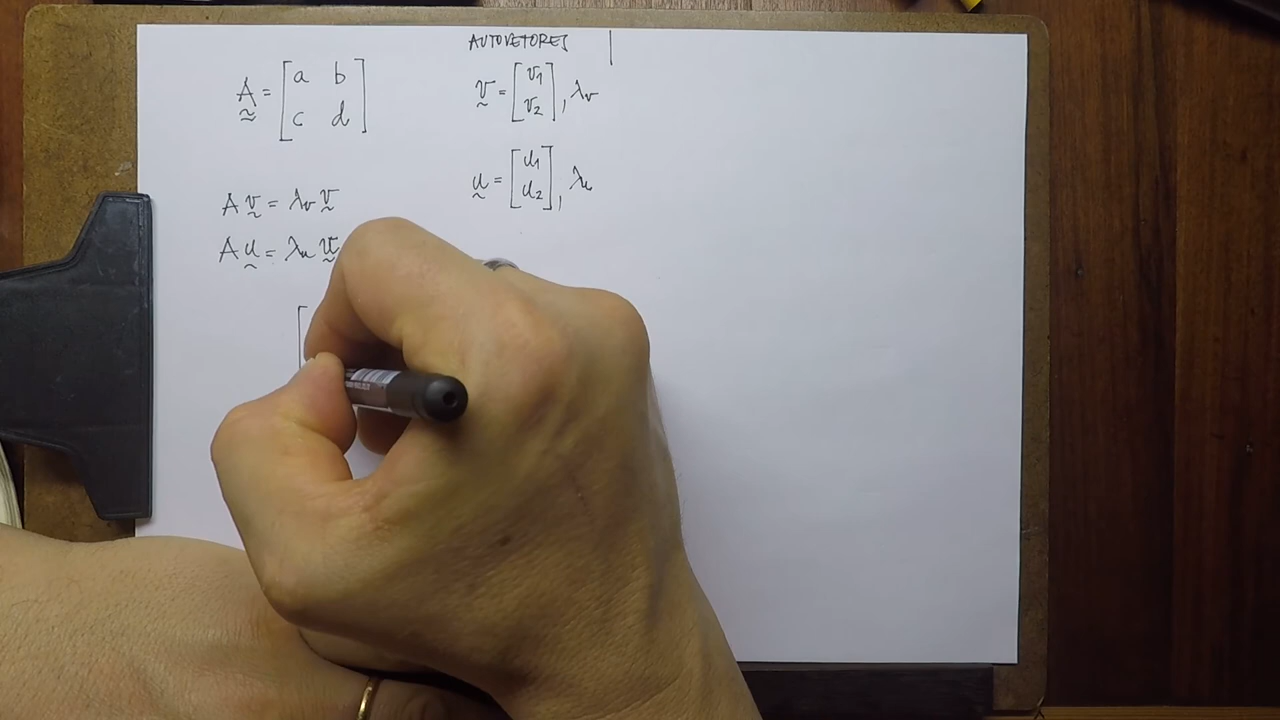 AUTOVETORES
A = [a b
c d]
v = [v1
v2], λv
u = [u1
u2], λu
A v = λv v
A u = λu u
[